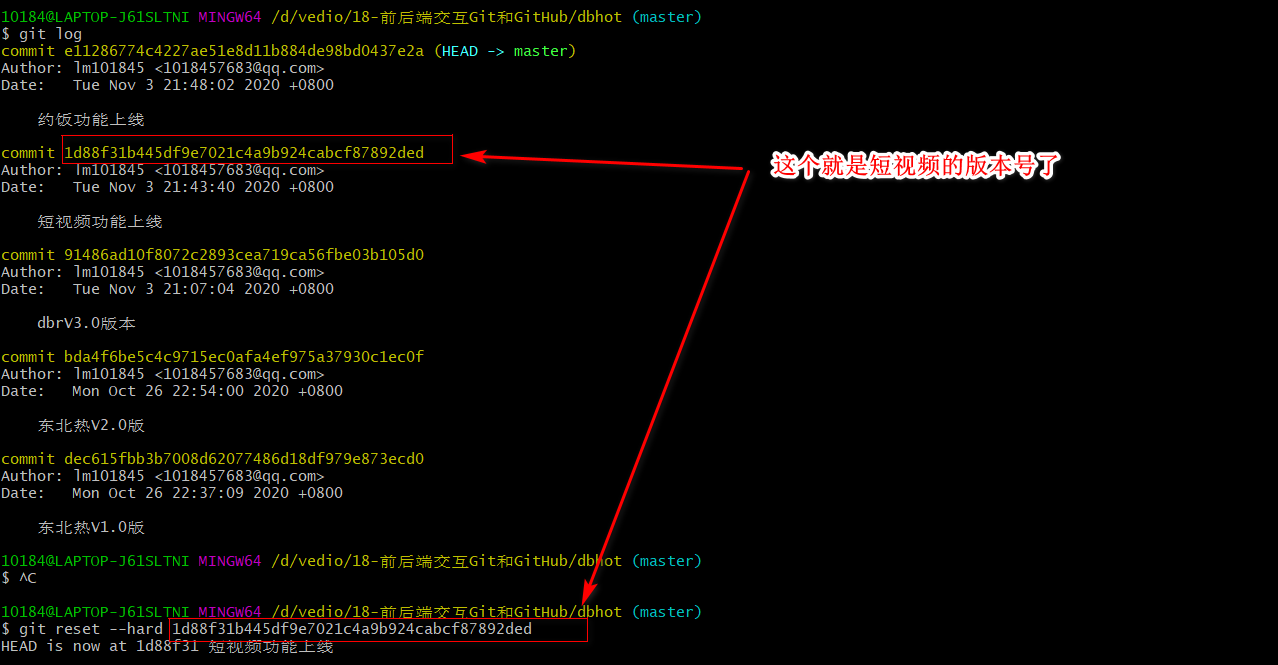 10184@LAPTOP-J61SLTNI MINGW64 /d/vedio/18-前后端交互Git和GitHub/dbhot (master)
$ git log
commit e11286774c4227ae51e8d11b884de98bd0437e2a (HEAD -> master)
Author: lm101845 <1018457683@qq.com>
Date:   Tue Nov 3 21:48:02 2020 +0800
约饭功能上线
commit 1d88f31b445df9e7021c4a9b924cabcf87892ded
Author: lm101845 <1018457683@qq.com>
Date:   Tue Nov 3 21:43:40 2020 +0800
这个就是短视频的版本号了
短视频功能上线
commit 91486ad10f8072c2893cea719ca56fbe03b105d0
Author: lm101845 <1018457683@qq.com>
Date:   Tue Nov 3 21:07:04 2020 +0800
dbrV3.0版本
commit bda4f6be5c4c9715ec0afa4ef975a37930c1ec0f
Author: lm101845 <1018457683@qq.com>
Date:   Mon Oct 26 22:54:00 2020 +0800
东北热V2.0版
commit dec615fbb3b7008d62077486d18df979e873ecd0
Author: lm101845 <1018457683@qq.com>
Date:   Mon Oct 26 22:37:09 2020 +0800
东北热V1.0版
10184@LAPTOP-J61SLTNI MINGW64 /d/vedio/18-前后端交互Git和GitHub/dbhot (master)
$ ^C
10184@LAPTOP-J61SLTNI MINGW64 /d/vedio/18-前后端交互Git和GitHub/dbhot (master)
$ git reset --hard 1d88f31b445df9e7021c4a9b924cabcf87892ded
HEAD is now at 1d88f31 短视频功能上线